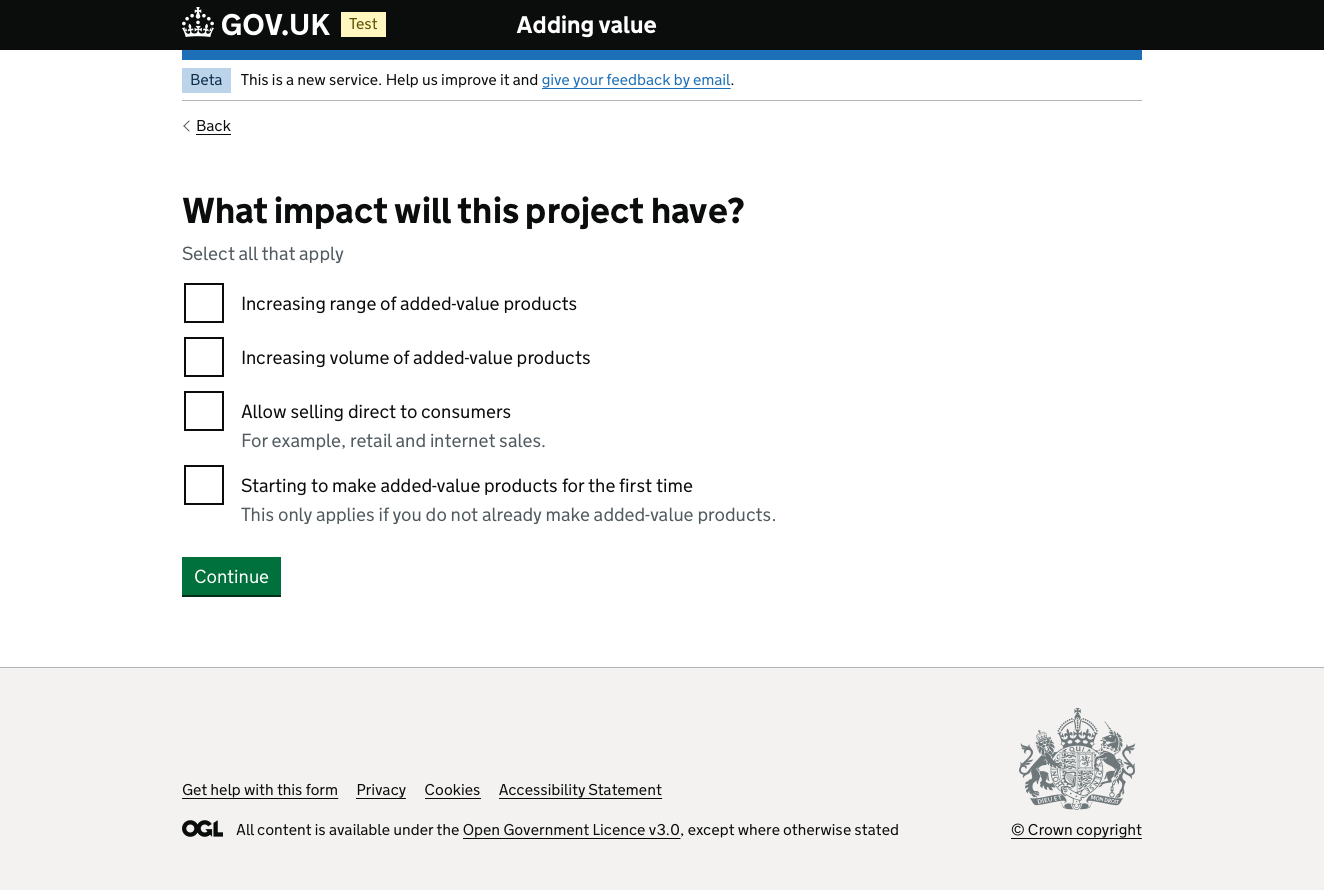 GOV.UK Test Adding value
Beta This is a new service. Help us improve it and give your feedback by email.
Back
What impact will this project have?
Select all that apply
Increasing range of added-value products
Increasing volume of added-value products
Allow selling direct to consumers
For example, retail and internet sales.
Starting to make added-value products for the first time
This only applies if you do not already make added-value products.
Continue
Get help with this form Privacy Cookies Accessibility Statement
DIEU ET MON DROIT
OGL All content is available under the Open Government Licence v3.0, except where otherwise stated
© Crown copyright